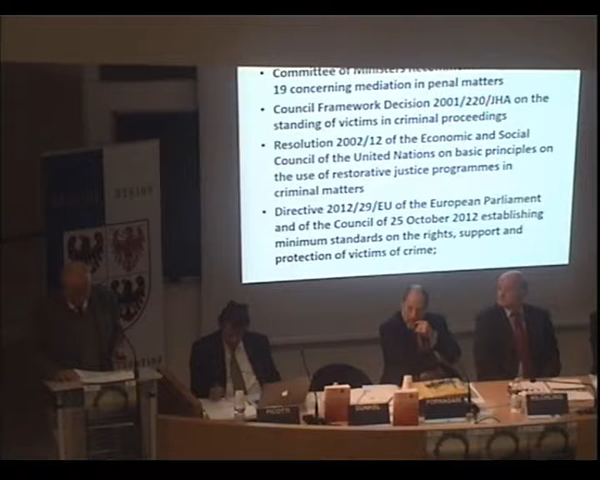 • Committee of Ministers
19 concerning mediation in penal matters
• Council Framework Decision 2001/220/JHA on the
standing of victims in criminal proceedings
• Resolution 2002/12 of the Economic and Social
Council of the United Nations on basic principles on
the use of restorative justice programmes in
criminal matters
• Directive 2012/29/EU of the European Parliament
and of the Council of 25 October 2012 establishing
minimum standards on the rights, support and
protection of victims of crime;
PICOTTI